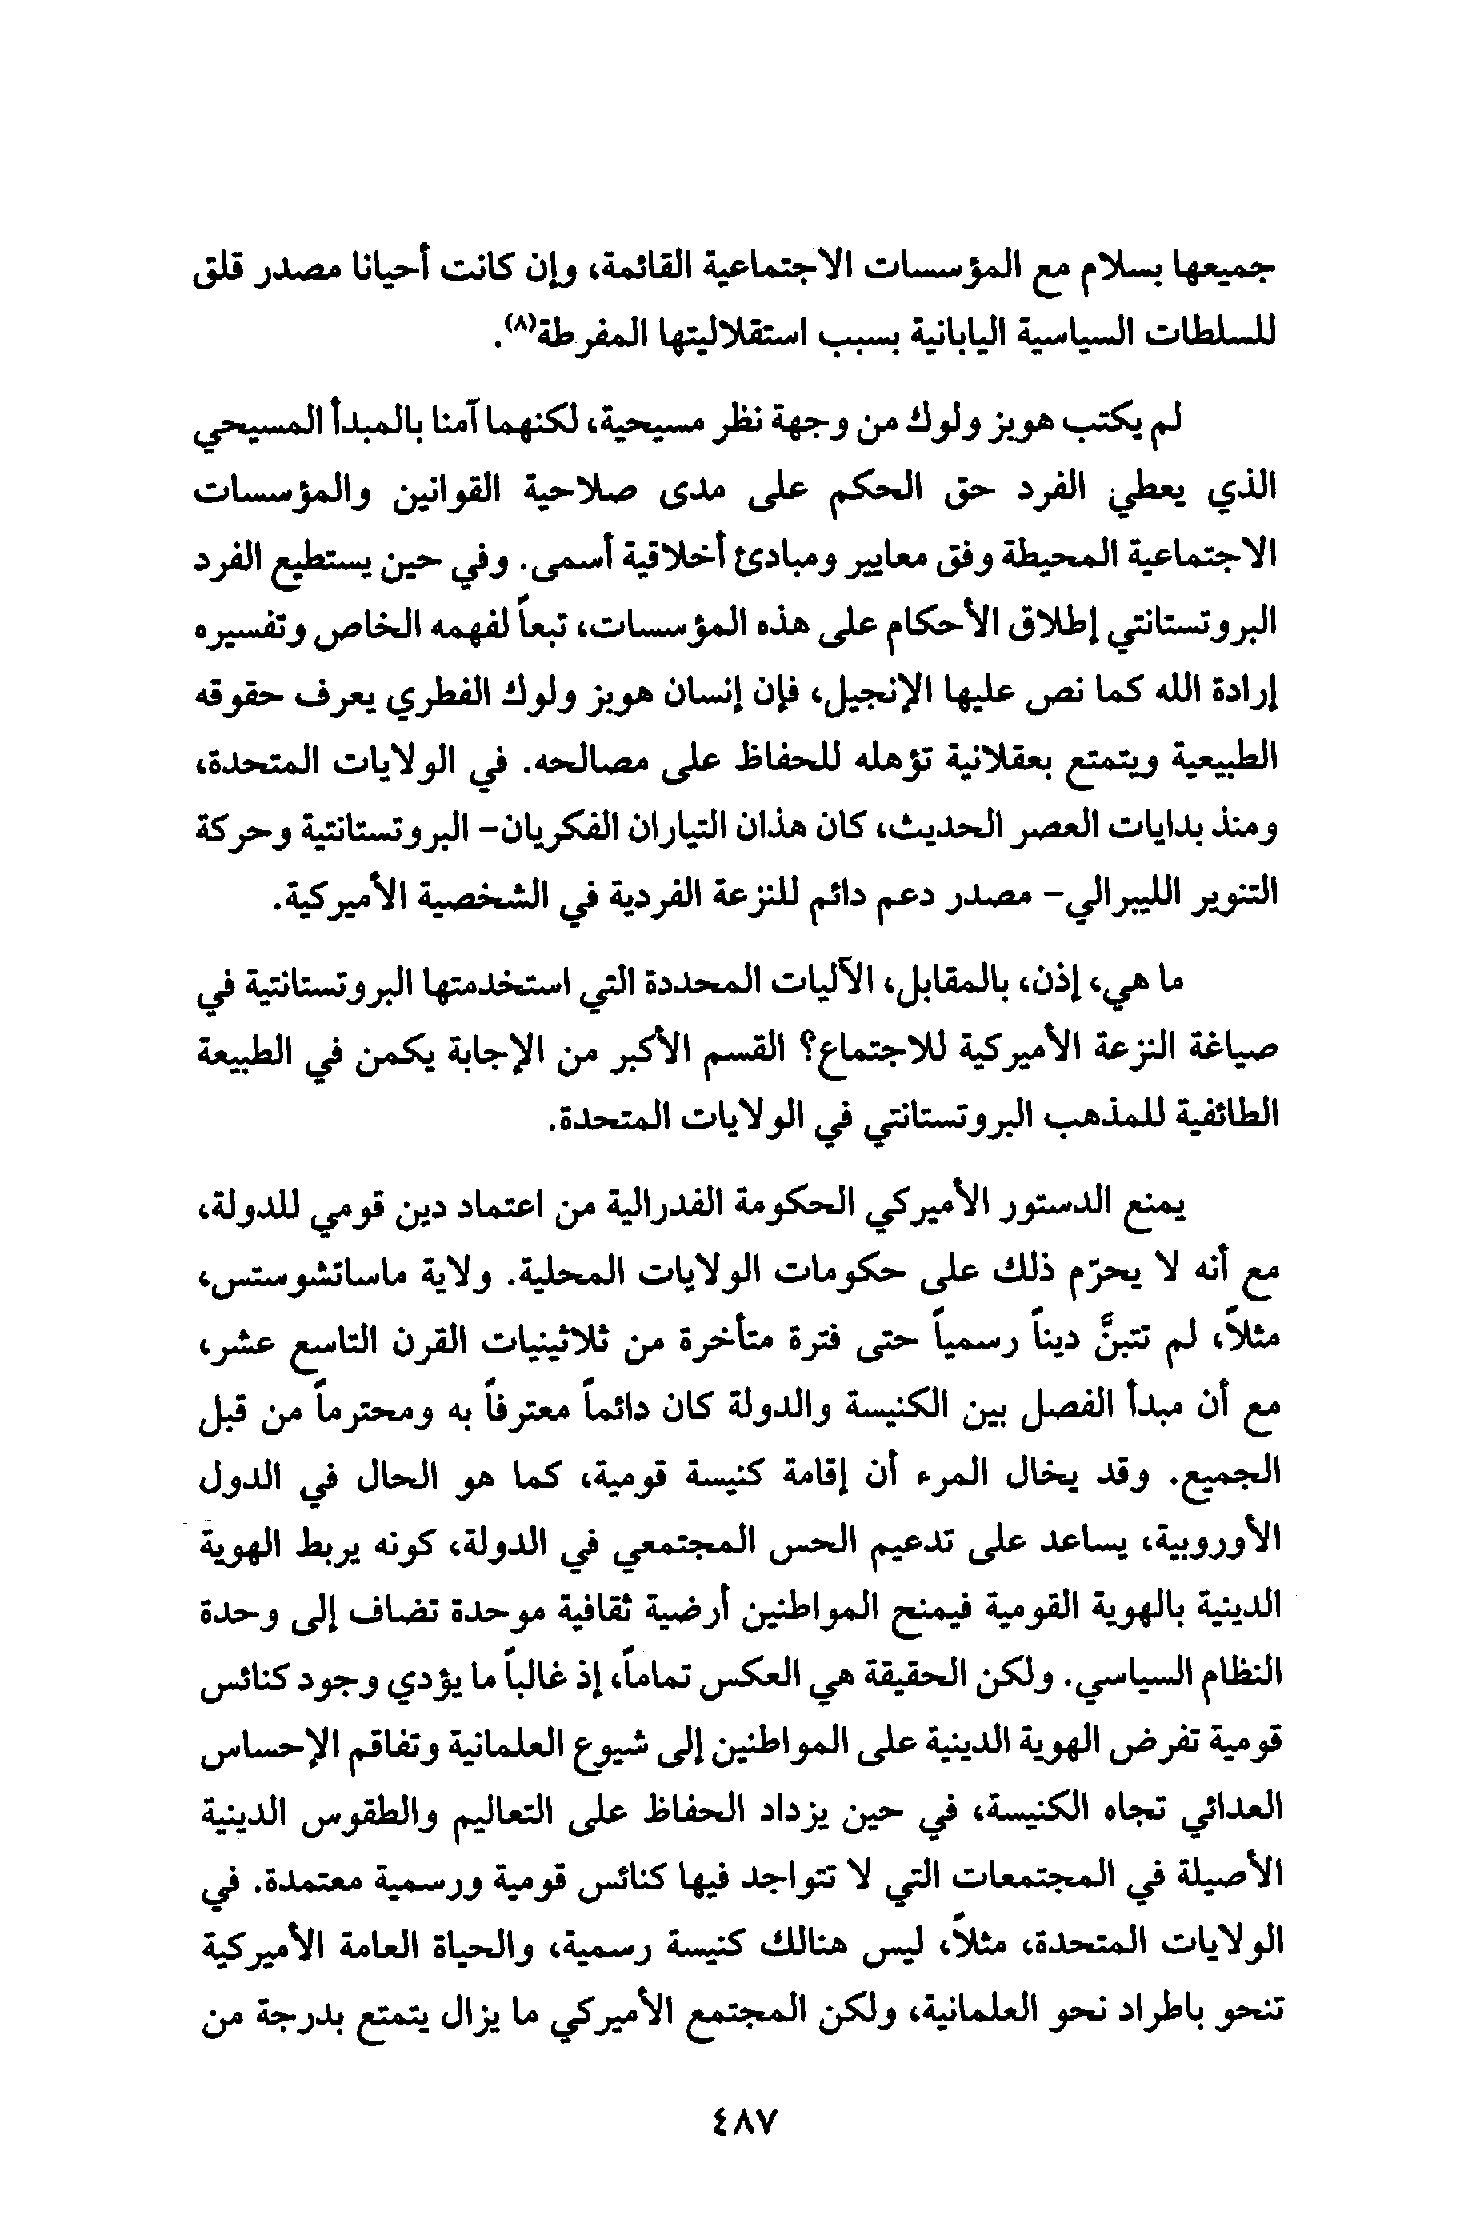 جميعها بسلام مع المؤسسات الاجتماعية القائمة، وإن كانت أحيانا مصدر قلق
للسلطات السياسية اليابانية بسبب استقلاليتها المفرطة(٨).
لم يكتب هوبز ولوك من وجهة نظر مسيحية، لكنهما آمنا بالمبدأ المسيحي
الذي يعطي الفرد حق الحكم على مدى صلاحية القوانين والمؤسسات
الاجتماعية المحيطة وفق معايير ومبادئ أخلاقية أسمى. وفي حين يستطيع الفرد
البروتستانتي إطلاق الأحكام على هذه المؤسسات، تبعاً لفهمه الخاص وتفسيره
إرادة الله كما نص عليها الإنجيل، فإن إنسان هوبز ولوك الفطري يعرف حقوقه
الطبيعية ويتمتع بعقلانية تؤهله للحفاظ على مصالحه. في الولايات المتحدة،
ومنذ بدايات العصر الحديث، كان هذان التياران الفكريان- البروتستانتية وحركة
التنوير الليبرالي- مصدر دعم دائم للنزعة الفردية في الشخصية الأميركية.
ما هي، إذن، بالمقابل، الآليات المحددة التي استخدمتها البروتستانتية في
صياغة النزعة الأميركية للاجتماع؟ القسم الأكبر من الإجابة يكمن في الطبيعة
الطائفية للمذهب البروتستانتي في الولايات المتحدة.
يمنع الدستور الأميركي الحكومة الفدرالية من اعتماد دين قومي للدولة،
مع أنه لا يحرّم ذلك على حكومات الولايات المحلية. ولاية ماساتشوستس،
مثلاً، لم تتبنَّ ديناً رسمياً حتى فترة متأخرة من ثلاثينيات القرن التاسع عشر،
مع أن مبدأ الفصل بين الكنيسة والدولة كان دائماً معترفاً به ومحترماً من قبل
الجميع. وقد يخال المرء أن إقامة كنيسة قومية، كما هو الحال في الدول
الأوروبية، يساعد على تدعيم الحس المجتمعي في الدولة، كونه يربط الهوية
الدينية بالهوية القومية فيمنح المواطنين أرضية ثقافية موحدة تضاف إلى وحدة
النظام السياسي. ولكن الحقيقة هي العكس تماماً، إذ غالباً ما يؤدي وجود كنائس
قومية تفرض الهوية الدينية على المواطنين إلى شيوع العلمانية وتفاقم الإحساس
العدائي تجاه الكنيسة، في حين يزداد الحفاظ على التعاليم والطقوس الدينية
الأصيلة في المجتمعات التي لا تتواجد فيها كنائس قومية ورسمية معتمدة. في
الولايات المتحدة، مثلاً، ليس هنالك كنيسة رسمية، والحياة العامة الأميركية
تنحو باطراد نحو العلمانية، ولكن المجتمع الأميركي ما يزال يتمتع بدرجة من
٤٨٧